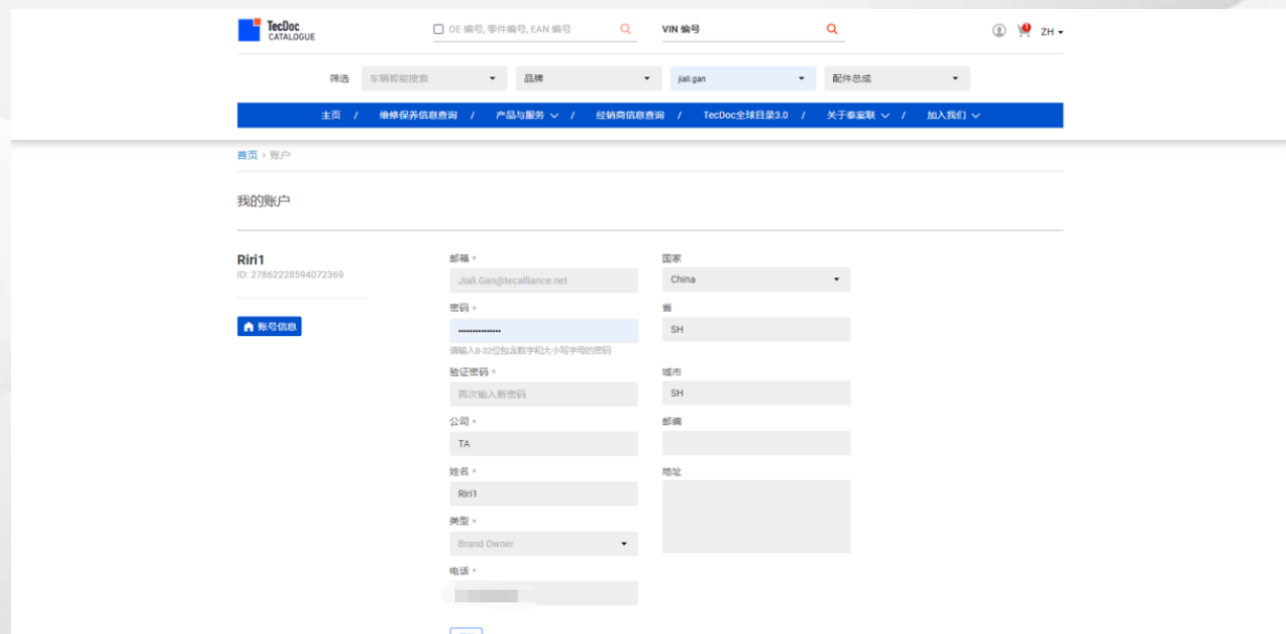 TecDoc
CATALOGUE
OE 编号, 零件编号, EAN 编号
VIN 编号
1
ZH
筛选
车辆智能搜索
品牌
jiali.gan
配件总成
主页 / 维修保养信息查询 / 产品与服务 / 经销商信息查询 / TecDoc全球目录3.0 / 关于泰案联 / 加入我们
首页 > 账户
我的账户
Riri1
ID: 27862228594072369
账号信息
邮箱 *
Jiali.Gan@tecalliance.net
密码 *
请输入8-32位包含数字和大小写字母的密码
验证密码 *
再次输入新密码
公司 *
TA
姓名 *
Riri1
类型 *
Brand Owner
电话 *
国家
China
省
SH
城市
SH
邮编
地址